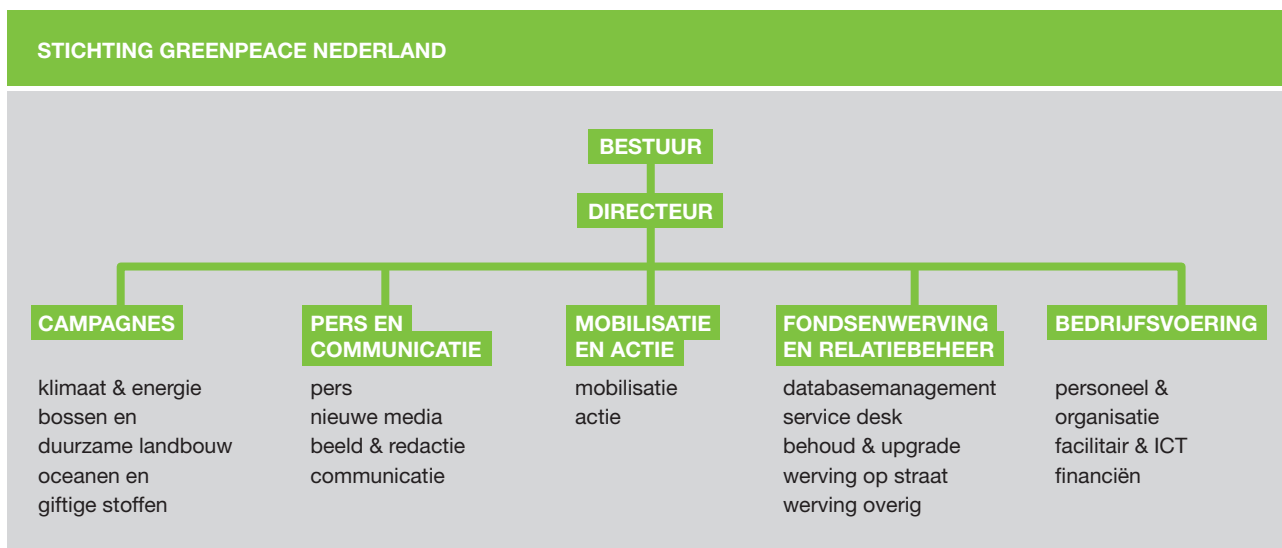 STICHTING GREENPEACE NEDERLAND
BESTUUR
DIRECTEUR
CAMPAGNES
klimaat & energie
bossen en
duurzame landbouw
oceanen en
giftige stoffen
PERS EN
COMMUNICATIE
pers
nieuwe media
beeld & redactie
communicatie
MOBILISATIE
EN ACTIE
mobilisatie
actie
FONDSENWERVING
EN RELATIEBEHEER
databasemanagement
service desk
behoud & upgrade
werving op straat
werving overig
BEDRIJFSVOERING
personeel &
organisatie
facilitair & ICT
financiën